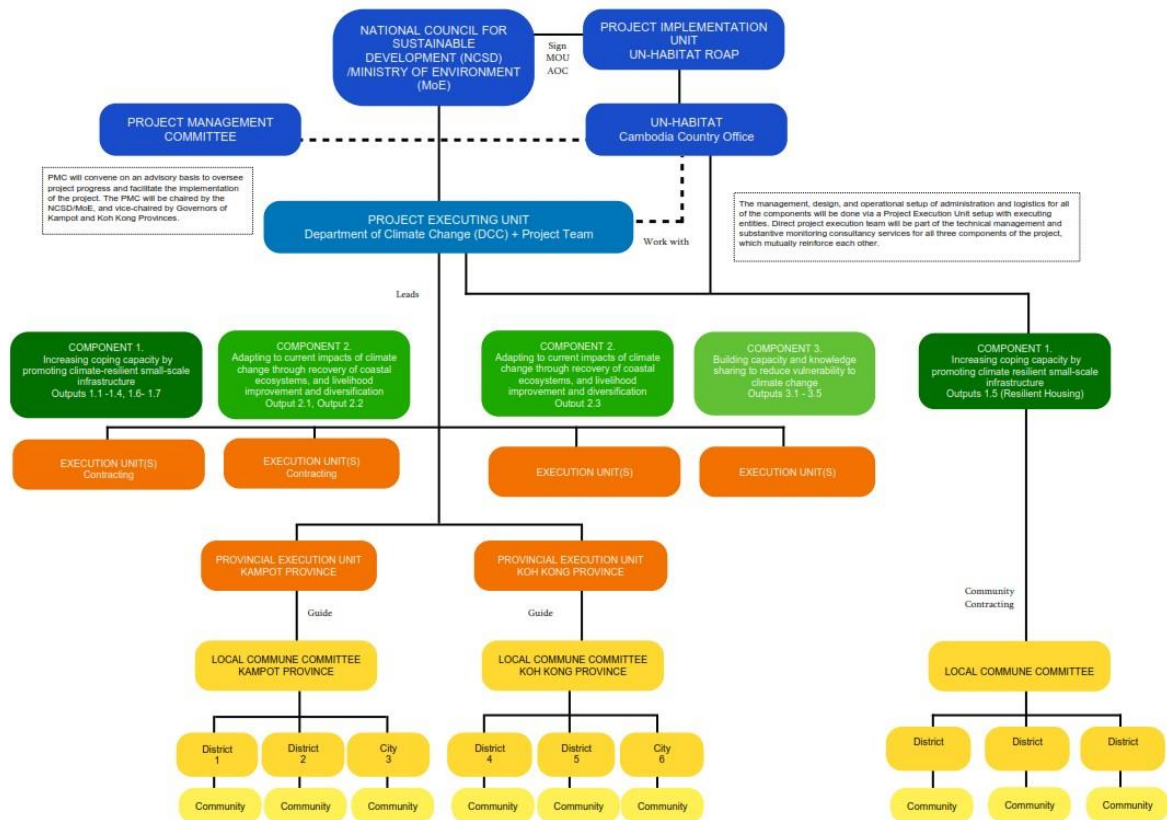 NATIONAL COUNCIL FOR
SUSTAINABLE
DEVELOPMENT (NCSD)
/MINISTRY OF ENVIRONMENT
(MoE)
Sign
MOU
AOC
PROJECT IMPLEMENTATION
UNIT
UN-HABITAT ROAP
PROJECT MANAGEMENT
COMMITTEE
UN-HABITAT
Cambodia Country Office
PMC will convene on an advisory basis to oversee
project progress and facilitate the implementation
of the project. The PMC will be chaired by the
NCSD/MoE, and vice-chaired by Governors of
Kampot and Koh Kong Provinces.
PROJECT EXECUTING UNIT
Department of Climate Change (DCC) + Project Team
Work with
The management, design, and operational setup of administration and logistics for all
of the components will be done via a Project Execution Unit setup with executing
entities. Direct project execution team will be part of the technical management and
substantive monitoring consultancy services for all three components of the project,
which mutually reinforce each other.
Leads
COMPONENT 1.
Increasing coping capacity by
promoting climate-resilient small-scale
infrastructure
Outputs 1.1 -1.4, 1.6- 1.7
COMPONENT 2.
Adapting to current impacts of climate
change through recovery of coastal
ecosystems, and livelihood
improvement and diversification
Output 2.1, Output 2.2
COMPONENT 2.
Adapting to current impacts of climate
change through recovery of coastal
ecosystems, and livelihood
improvement and diversification
Output 2.3
COMPONENT 3.
Building capacity and knowledge
sharing to reduce vulnerability to
climate change
Outputs 3.1 - 3.5
COMPONENT 1.
Increasing coping capacity by
promoting climate resilient small-scale
infrastructure
Outputs 1.5 (Resilient Housing)
EXECUTION UNIT(S)
Contracting
EXECUTION UNIT(S)
Contracting
EXECUTION UNIT(S)
EXECUTION UNIT(S)
PROVINCIAL EXECUTION UNIT
KAMPOT PROVINCE
PROVINCIAL EXECUTION UNIT
KOH KONG PROVINCE
Guide
Guide
Community
Contracting
LOCAL COMMUNE COMMITTEE
KAMPOT PROVINCE
LOCAL COMMUNE COMMITTEE
KOH KONG PROVINCE
LOCAL COMMUNE COMMITTEE
District
1
District
2
City
3
District
4
District
5
City
6
District
District
District
Community
Community
Community
Community
Community
Community
Community
Community
Community